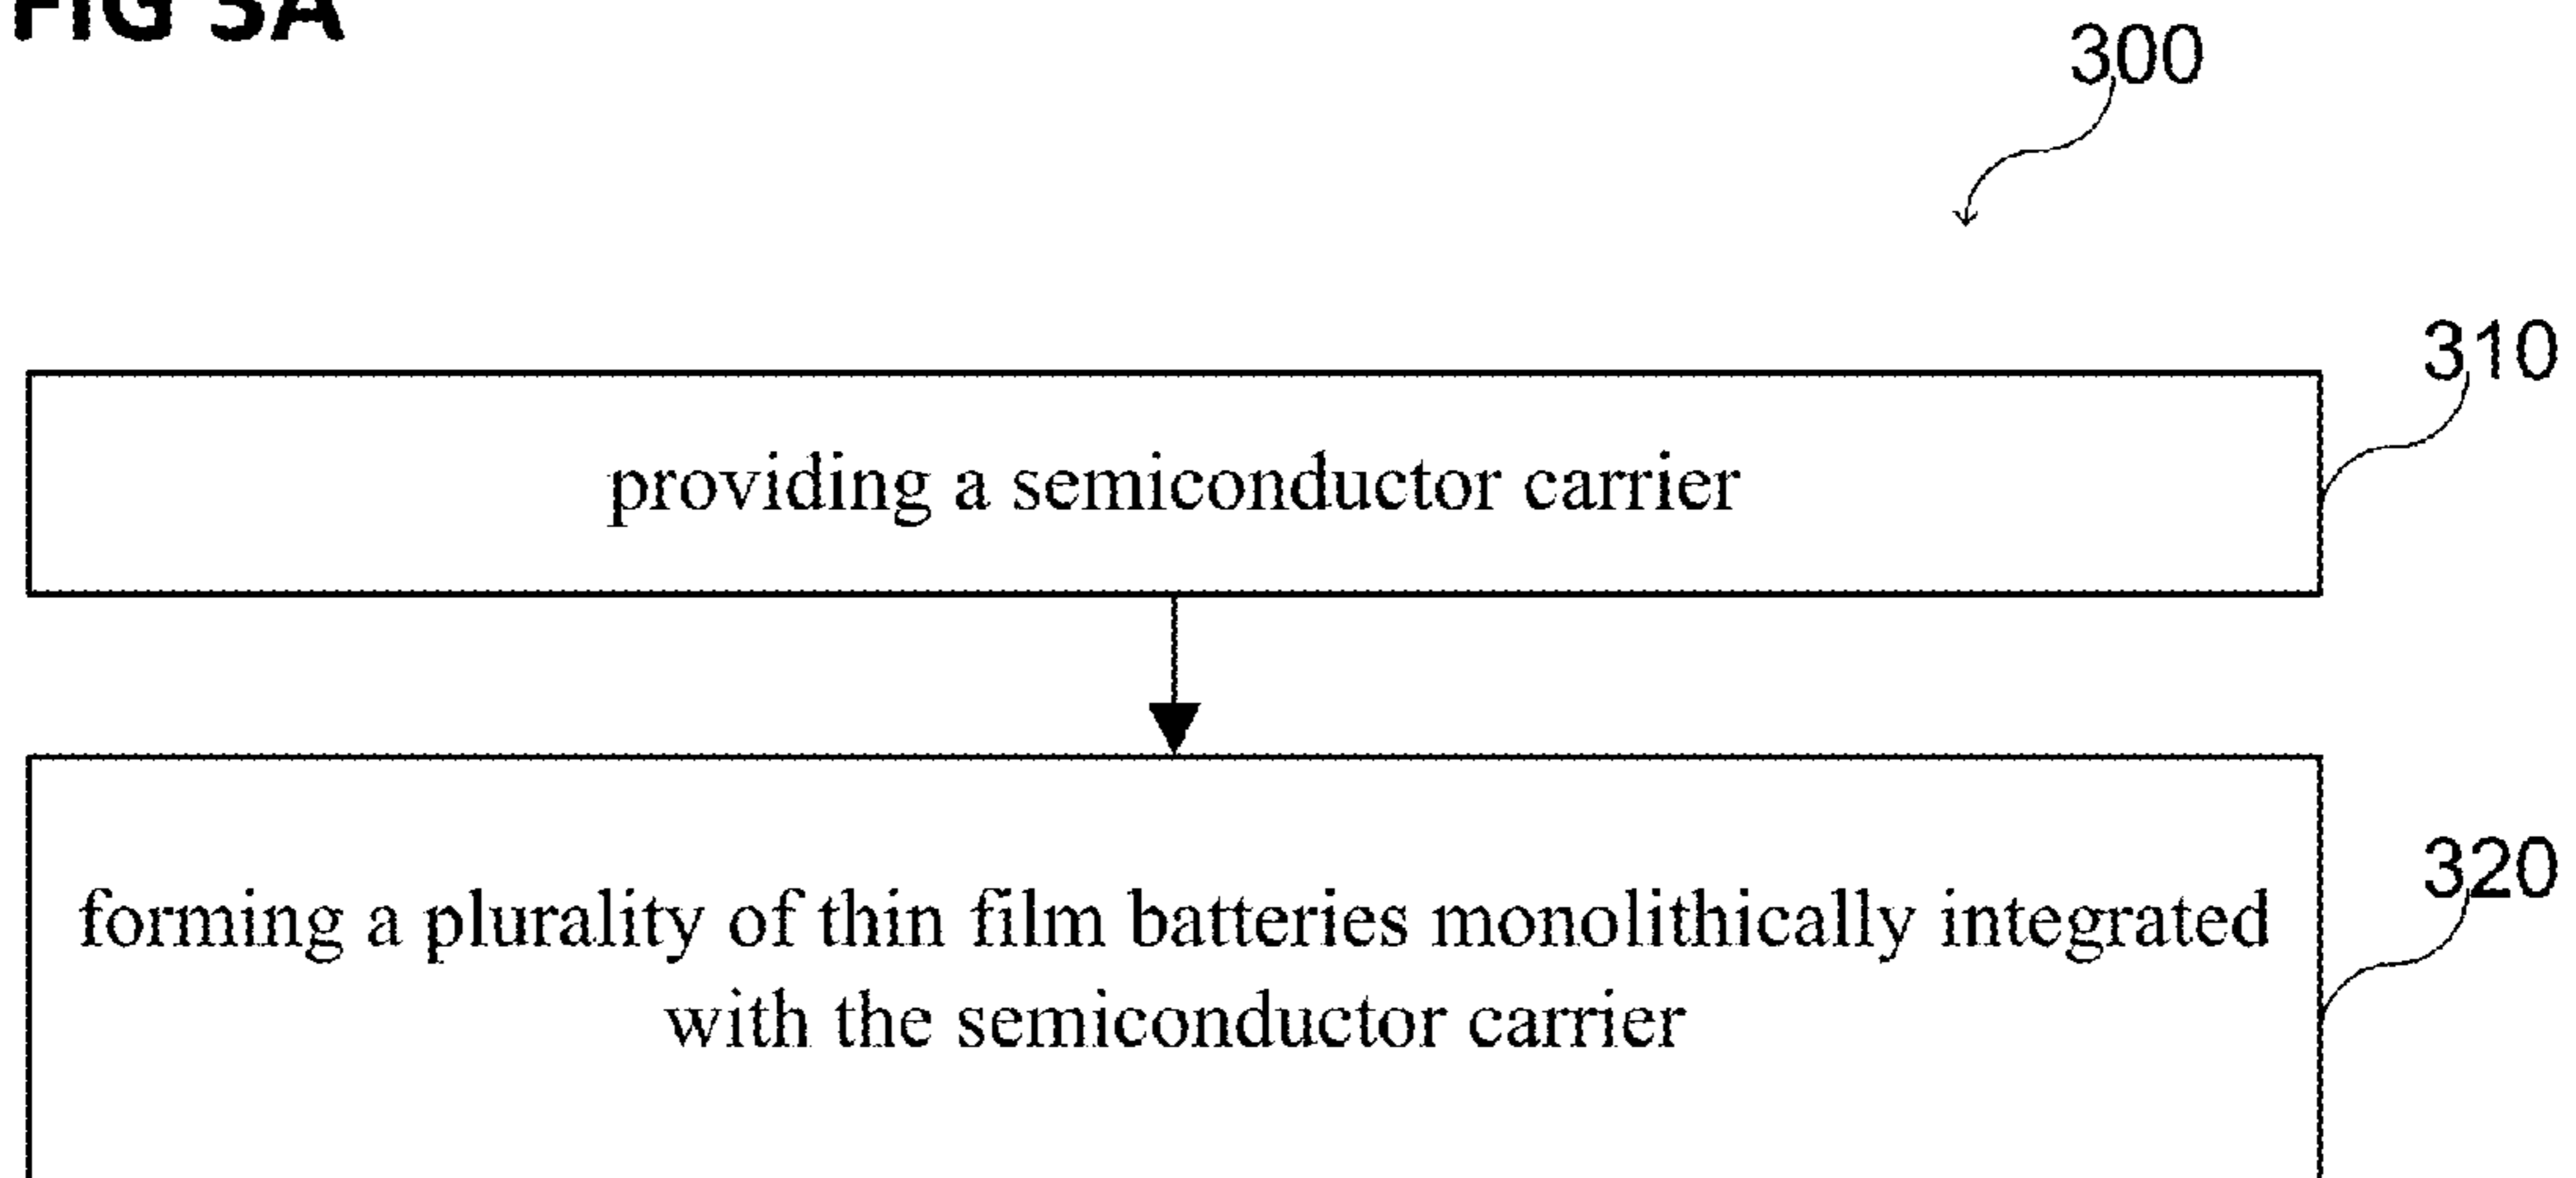 FIG 3A
300
310
providing a semiconductor carrier
320
forming a plurality of thin film batteries monolithically integrated
with the semiconductor carrier